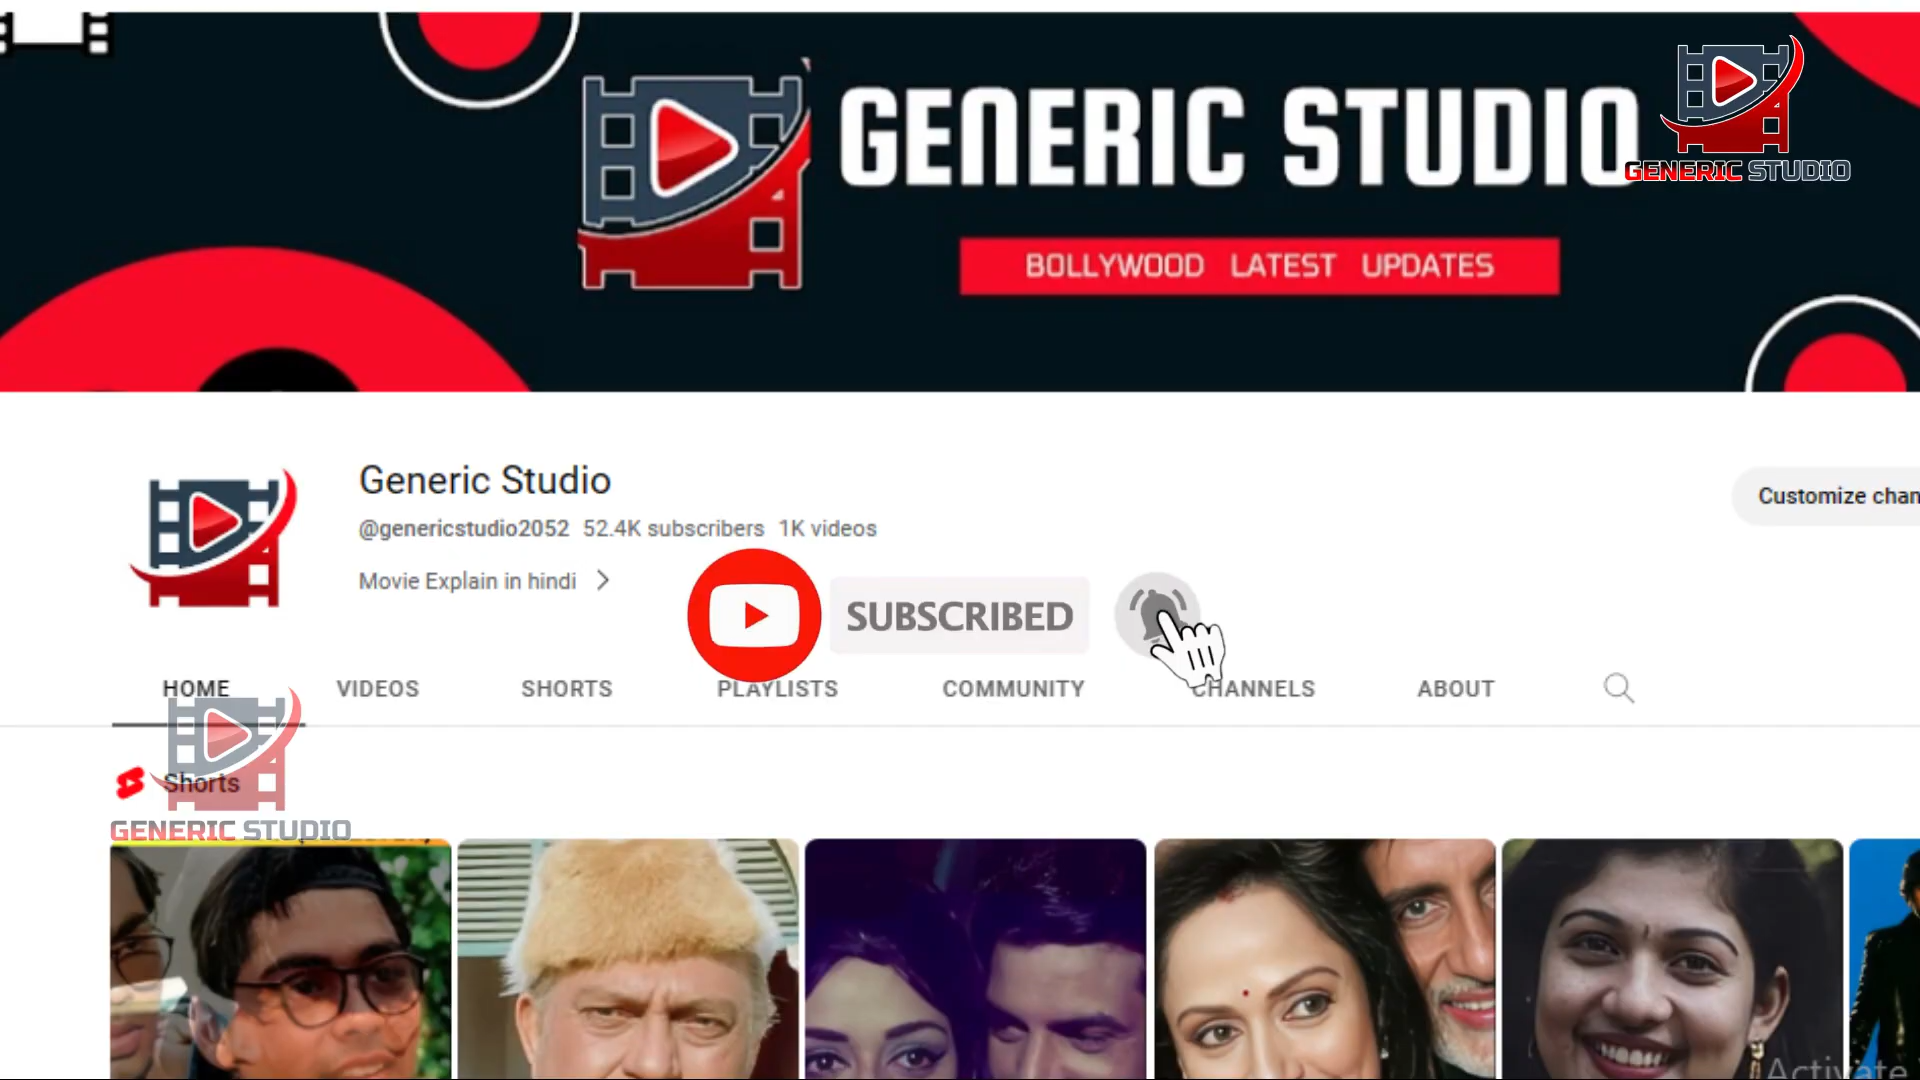 GENERIC STUDIO
GENERIC STUDIO
BOLLYWOOD LATEST UPDATES
Generic Studio
@genericstudio2052 52.4K subscribers 1K videos
Customize chan
Movie Explain in hindi
SUBSCRIBED
HOME VIDEOS SHORTS PLAYLISTS COMMUNITY CHANNELS ABOUT
Shorts
GENERIC STUDIO
Activate